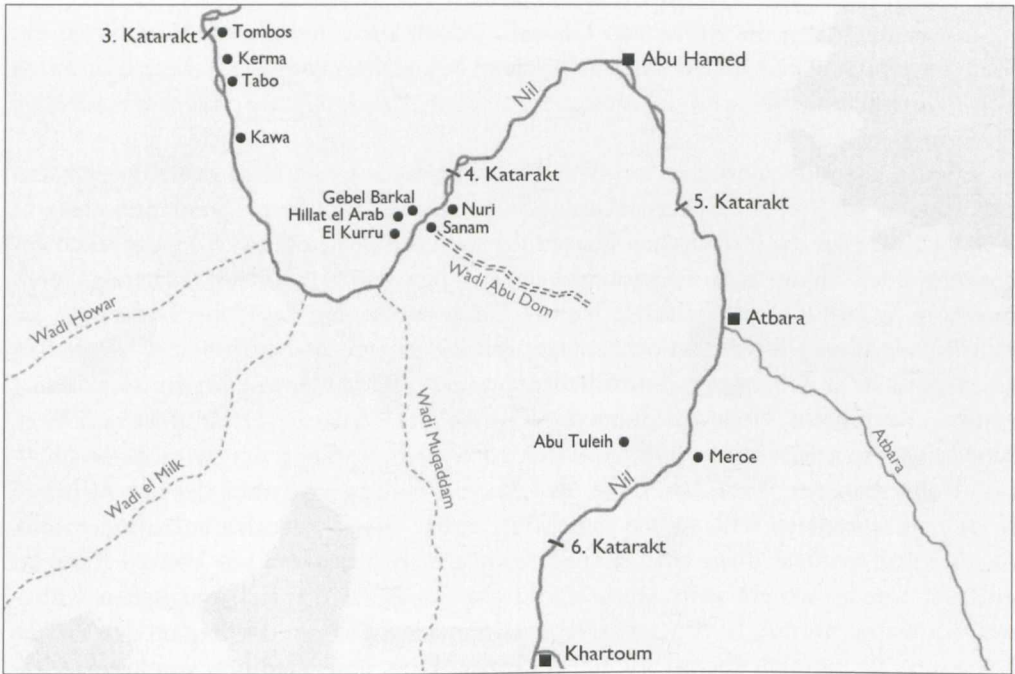 3. Katarakt
Tombos
Kerma
Tabo
Kawa
Abu Hamed
Nil
4. Katarakt
5. Katarakt
Gebel Barkal
Hillat el Arab
El Kurru
Nuri
Sanam
Wadi Abu Dom
Wadi Howar
Atbara
Wadi el Milk
Wadi Muqaddam
Abu Tuleih
Meroe
Atbara
Nil
6. Katarakt
Khartoum